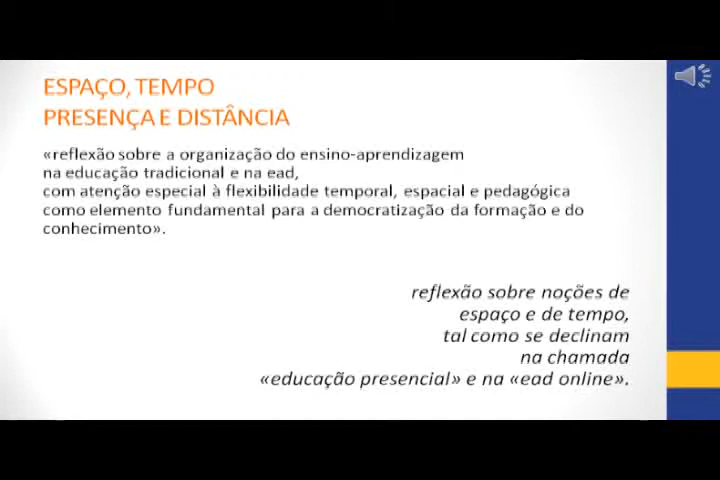 ESPAÇO, TEMPO
PRESENÇA E DISTÂNCIA
«reflexão sobre a organização do ensino-aprendizagem
na educação tradicional e na ead,
com atenção especial à flexibilidade temporal, espacial e pedagógica
como elemento fundamental para a democratização da formação e do
conhecimento».
reflexão sobre noções de
espaço e de tempo,
tal como se declinam
na chamada
«educação presencial» e na «ead online».